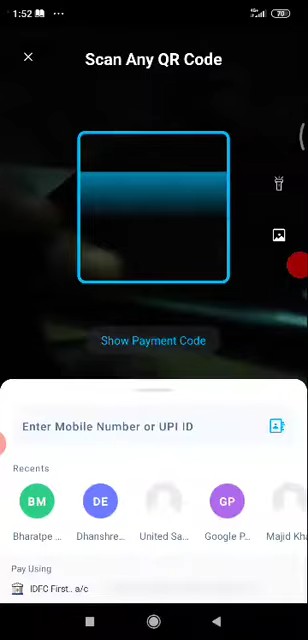 1:52
70
Scan Any QR Code
Show Payment Code
Enter Mobile Number or UPI ID
Recents
BM DE GP
Bharatpe ... Dhanshre... United Sa... Google P... Majid Kh
Pay Using
IDFC First.. a/c